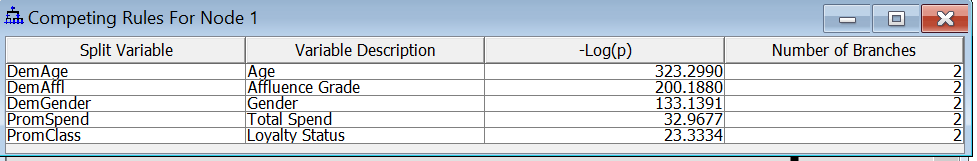 Competing Rules For Node 1
Split Variable Variable Description -Log(p) Number of Branches
DemAge Age 323.2990 2
DemAffl Affluence Grade 200.1880 2
DemGender Gender 133.1391 2
PromSpend Total Spend 32.9677 2
PromClass Loyalty Status 23.3334 2